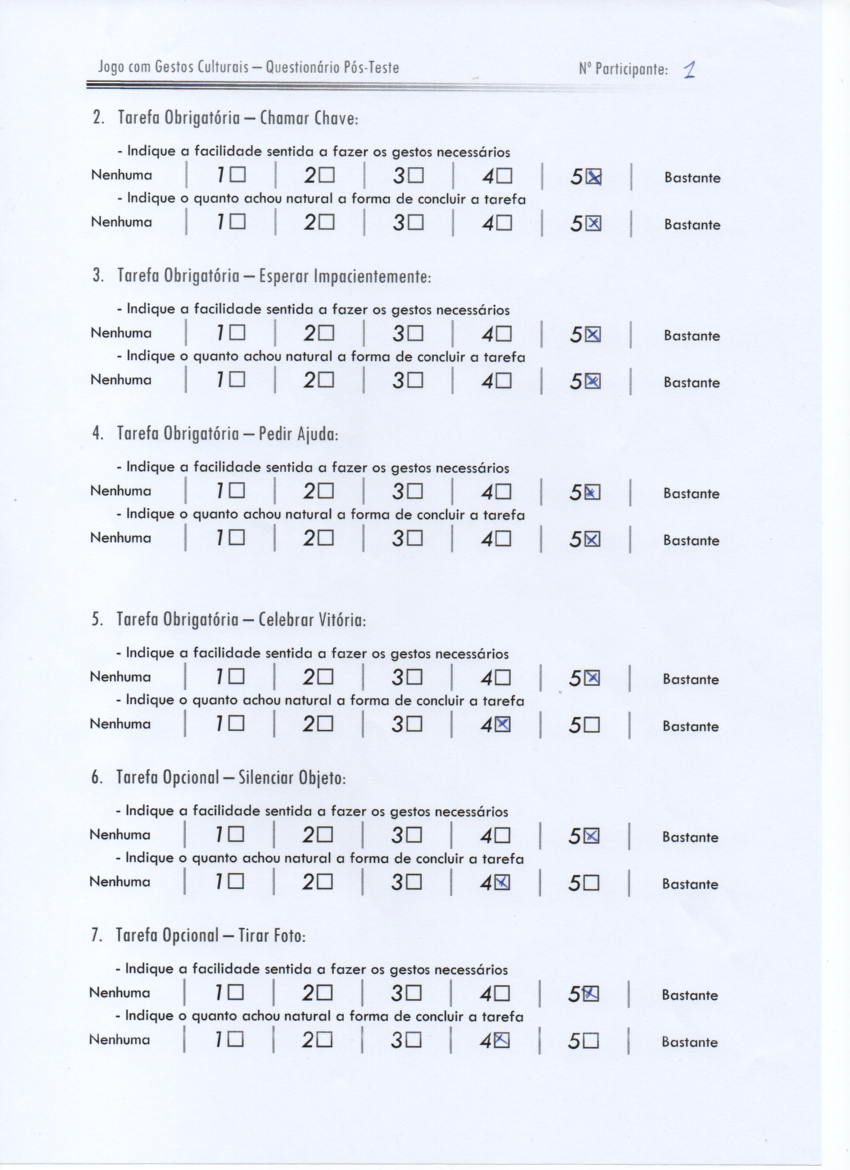 Jogo com Gestos Culturais – Questionário Pós-Teste Nº Participante: 1
2. Tarefa Obrigatória – Chamar Chave:
- Indique a facilidade sentida a fazer os gestos necessários
Nenhuma | 1☐ | 2☐ | 3☐ | 4☐ | 5☒ | Bastante
- Indique o quanto achou natural a forma de concluir a tarefa
Nenhuma | 1☐ | 2☐ | 3☐ | 4☐ | 5☒ | Bastante
3. Tarefa Obrigatória – Esperar Impacientemente:
- Indique a facilidade sentida a fazer os gestos necessários
Nenhuma | 1☐ | 2☐ | 3☐ | 4☐ | 5☒ | Bastante
- Indique o quanto achou natural a forma de concluir a tarefa
Nenhuma | 1☐ | 2☐ | 3☐ | 4☐ | 5☒ | Bastante
4. Tarefa Obrigatória – Pedir Ajuda:
- Indique a facilidade sentida a fazer os gestos necessários
Nenhuma | 1☐ | 2☐ | 3☐ | 4☐ | 5☒ | Bastante
- Indique o quanto achou natural a forma de concluir a tarefa
Nenhuma | 1☐ | 2☐ | 3☐ | 4☐ | 5☒ | Bastante
5. Tarefa Obrigatória – Celebrar Vitória:
- Indique a facilidade sentida a fazer os gestos necessários
Nenhuma | 1☐ | 2☐ | 3☐ | 4☐ | 5☒ | Bastante
- Indique o quanto achou natural a forma de concluir a tarefa
Nenhuma | 1☐ | 2☐ | 3☐ | 4☒ | 5☐ | Bastante
6. Tarefa Opcional – Silenciar Objeto:
- Indique a facilidade sentida a fazer os gestos necessários
Nenhuma | 1☐ | 2☐ | 3☐ | 4☐ | 5☒ | Bastante
- Indique o quanto achou natural a forma de concluir a tarefa
Nenhuma | 1☐ | 2☐ | 3☐ | 4☒ | 5☐ | Bastante
7. Tarefa Opcional – Tirar Foto:
- Indique a facilidade sentida a fazer os gestos necessários
Nenhuma | 1☐ | 2☐ | 3☐ | 4☐ | 5☒ | Bastante
- Indique o quanto achou natural a forma de concluir a tarefa
Nenhuma | 1☐ | 2☐ | 3☐ | 4☒ | 5☐ | Bastante